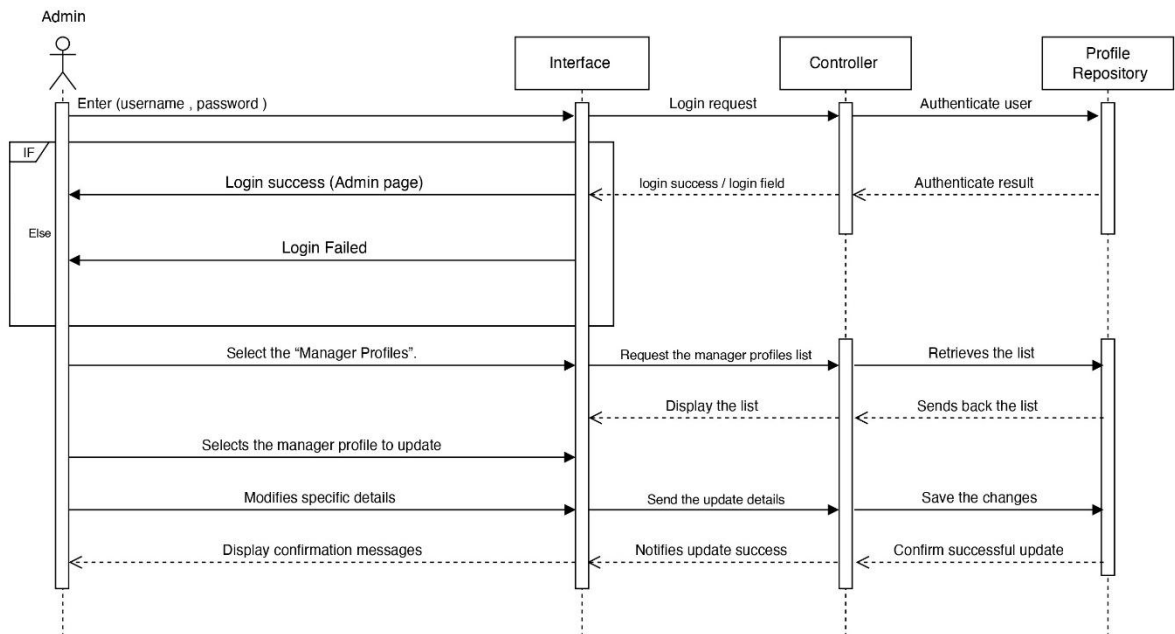 Admin
Interface
Controller
Profile
Repository
Enter (username , password )
Login request
Authenticate user
IF
Login success (Admin page)
login success / login field
Authenticate result
Else
Login Failed
Select the “Manager Profiles”.
Request the manager profiles list
Retrieves the list
Display the list
Sends back the list
Selects the manager profile to update
Modifies specific details
Send the update details
Save the changes
Display confirmation messages
Notifies update success
Confirm successful update